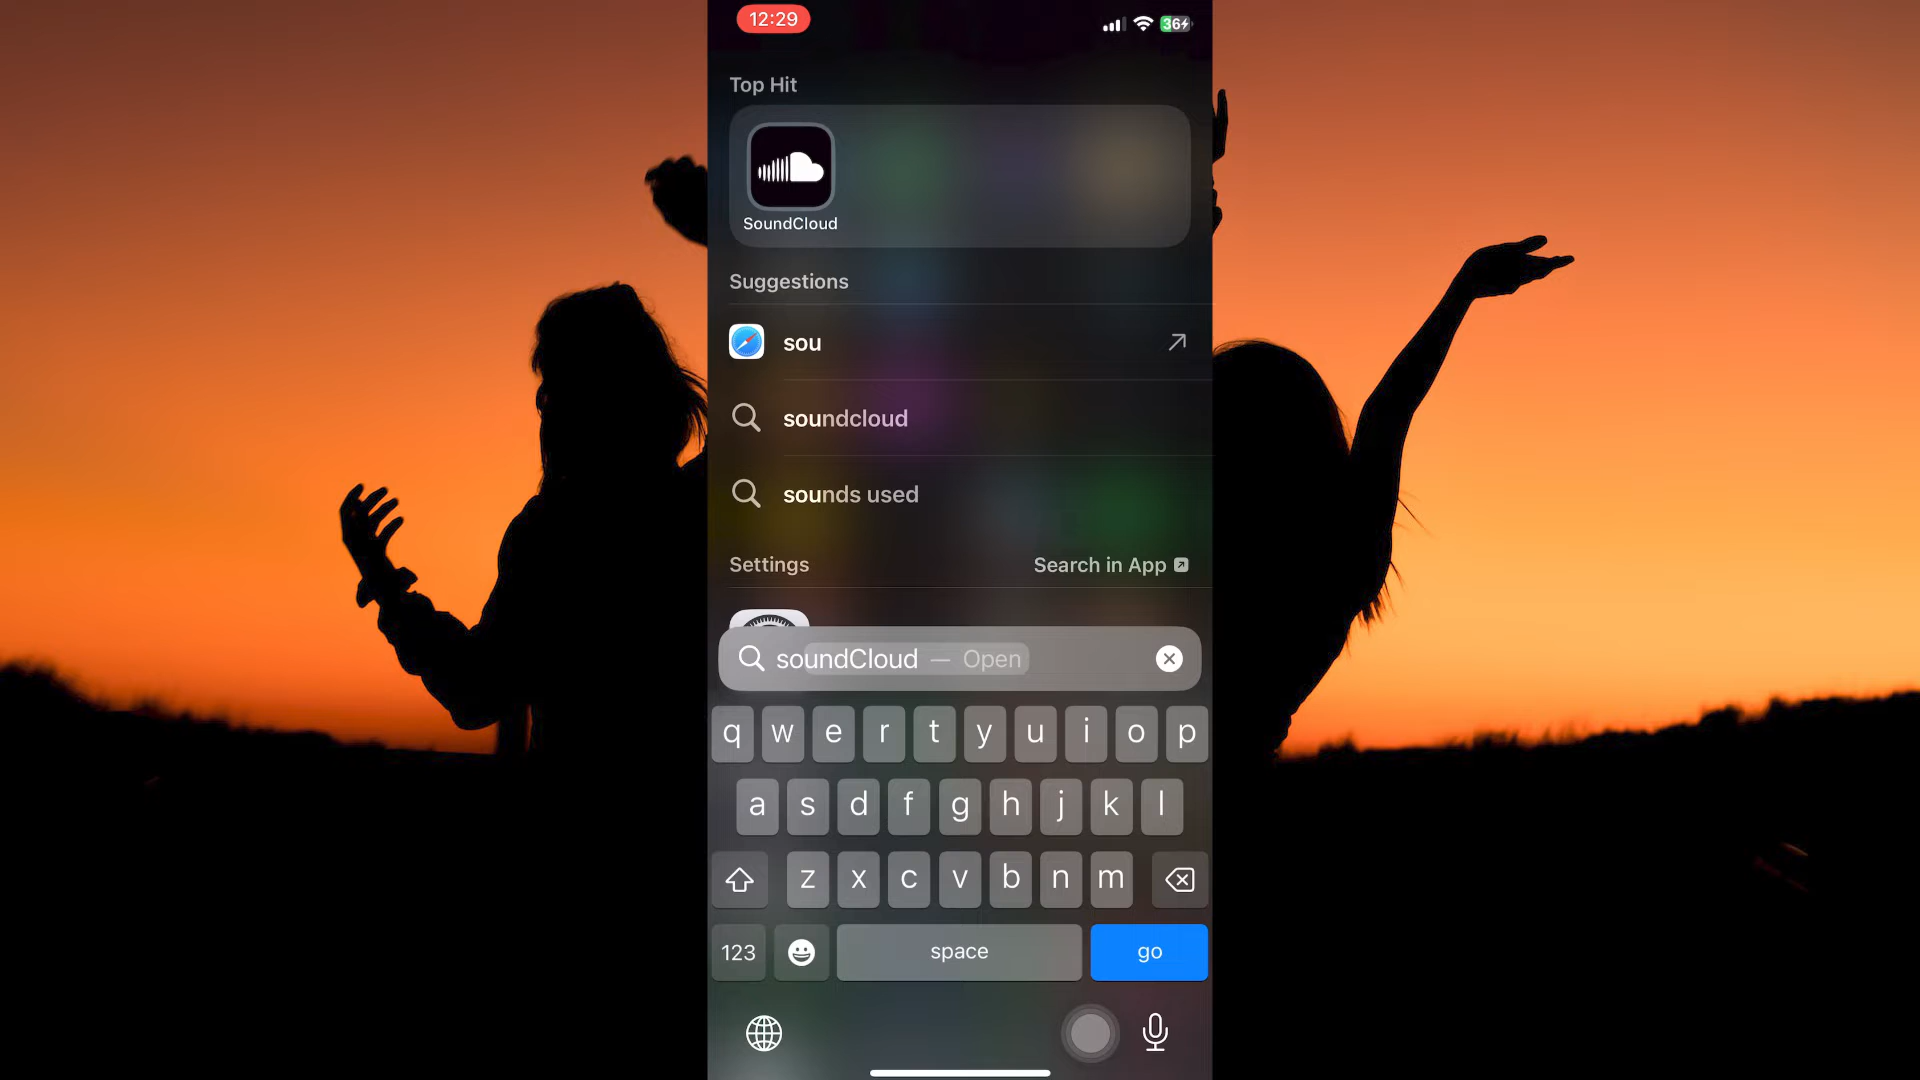 12:29
36
Top Hit
SoundCloud
Suggestions
sou
soundcloud
sounds used
Settings Search in App
soundCloud — Open
q w e r t y u i o p
a s d f g h j k l
z x c v b n m
123 space go